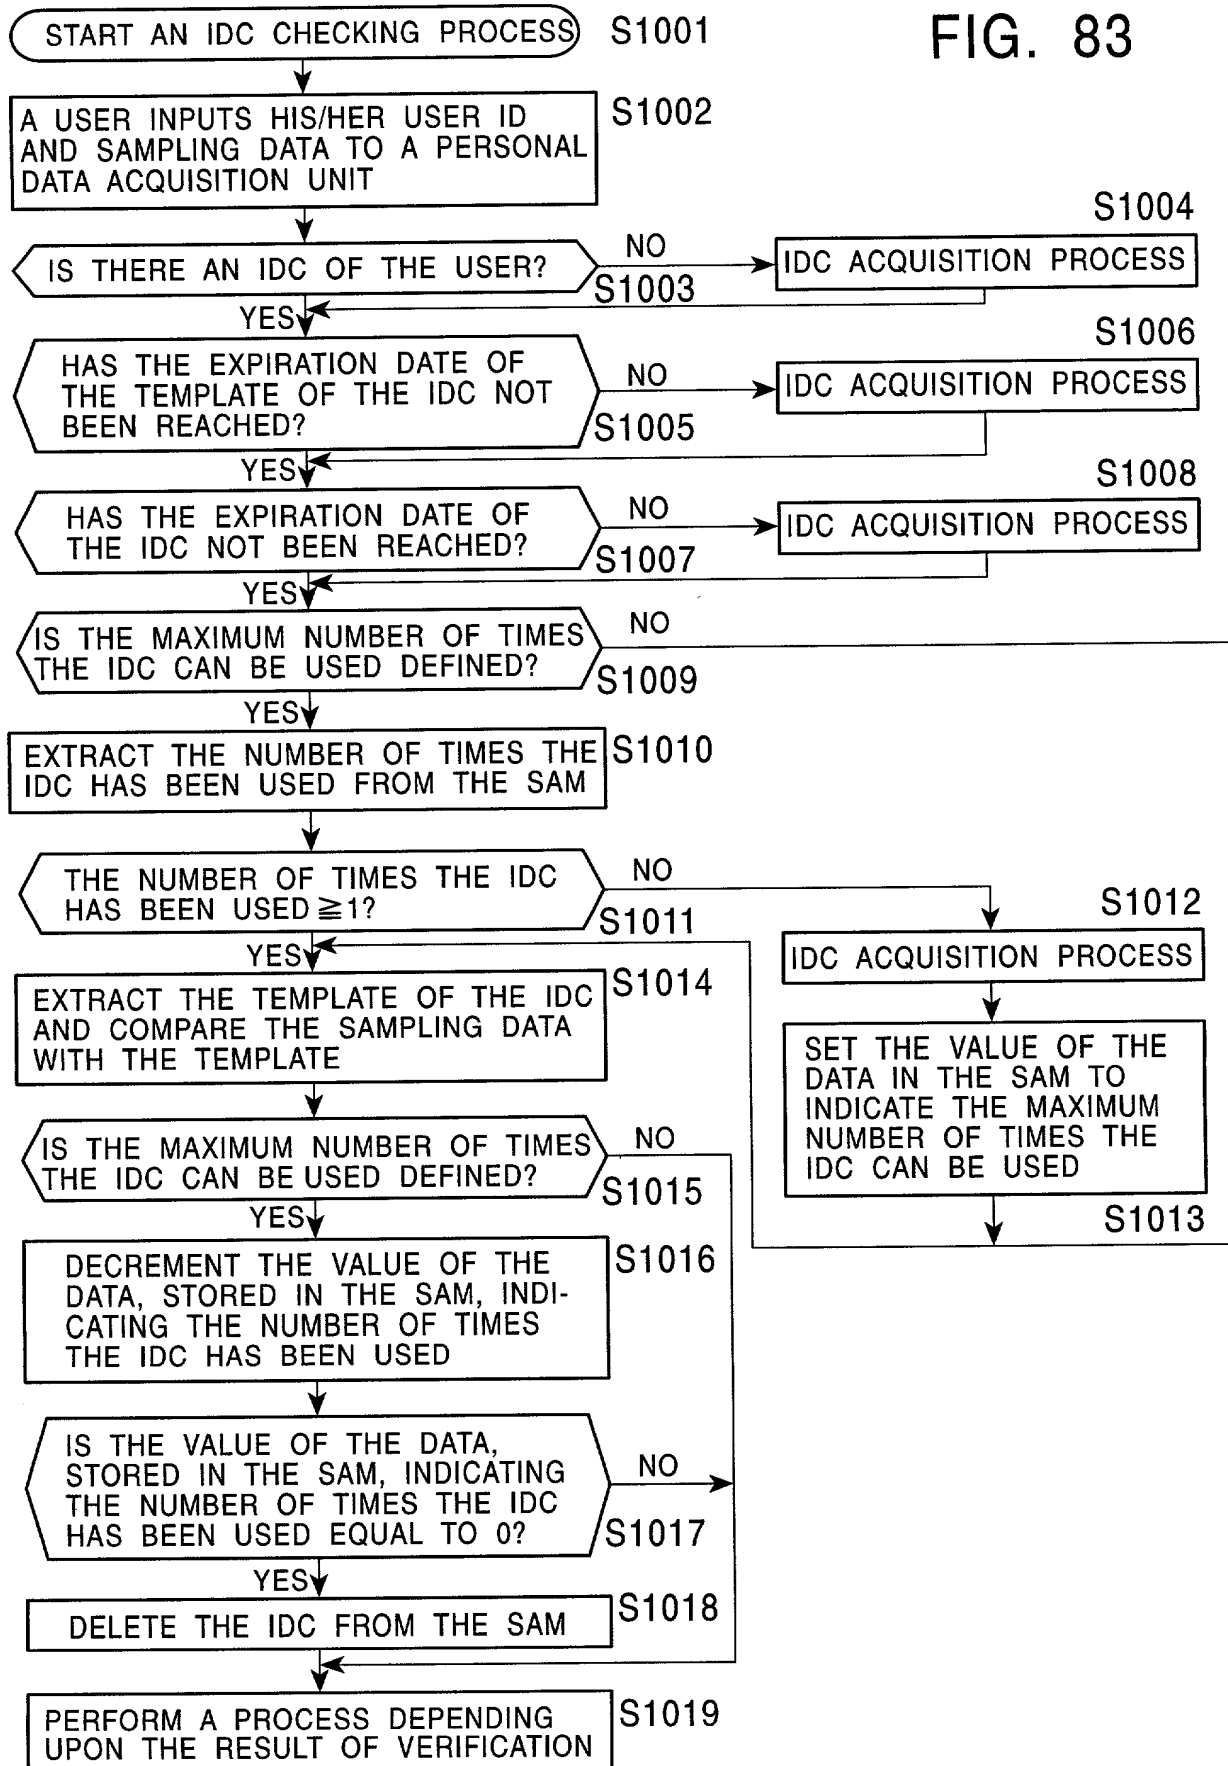 FIG. 83
START AN IDC CHECKING PROCESS
S1001
A USER INPUTS HIS/HER USER ID
AND SAMPLING DATA TO A PERSONAL
DATA ACQUISITION UNIT
S1002
IS THERE AN IDC OF THE USER?
NO
S1003
S1004
IDC ACQUISITION PROCESS
YES
HAS THE EXPIRATION DATE OF
THE TEMPLATE OF THE IDC NOT
BEEN REACHED?
NO
S1005
S1006
IDC ACQUISITION PROCESS
YES
HAS THE EXPIRATION DATE OF
THE IDC NOT BEEN REACHED?
NO
S1007
S1008
IDC ACQUISITION PROCESS
YES
IS THE MAXIMUM NUMBER OF TIMES
THE IDC CAN BE USED DEFINED?
NO
S1009
YES
EXTRACT THE NUMBER OF TIMES THE
IDC HAS BEEN USED FROM THE SAM
S1010
THE NUMBER OF TIMES THE IDC
HAS BEEN USED ≧1?
NO
S1011
S1012
IDC ACQUISITION PROCESS
SET THE VALUE OF THE
DATA IN THE SAM TO
INDICATE THE MAXIMUM
NUMBER OF TIMES THE
IDC CAN BE USED
S1013
YES
EXTRACT THE TEMPLATE OF THE IDC
AND COMPARE THE SAMPLING DATA
WITH THE TEMPLATE
S1014
IS THE MAXIMUM NUMBER OF TIMES
THE IDC CAN BE USED DEFINED?
NO
S1015
YES
DECREMENT THE VALUE OF THE
DATA, STORED IN THE SAM, INDI-
CATING THE NUMBER OF TIMES
THE IDC HAS BEEN USED
S1016
IS THE VALUE OF THE DATA,
STORED IN THE SAM, INDICATING
THE NUMBER OF TIMES THE IDC
HAS BEEN USED EQUAL TO 0?
NO
S1017
YES
DELETE THE IDC FROM THE SAM
S1018
PERFORM A PROCESS DEPENDING
UPON THE RESULT OF VERIFICATION
S1019